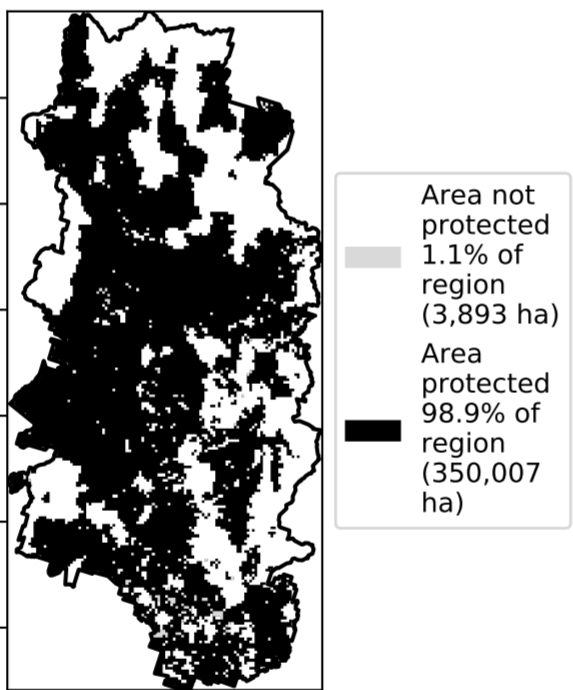 Area not
protected
1.1% of
region
(3,893 ha)
Area
protected
98.9% of
region
(350,007
ha)